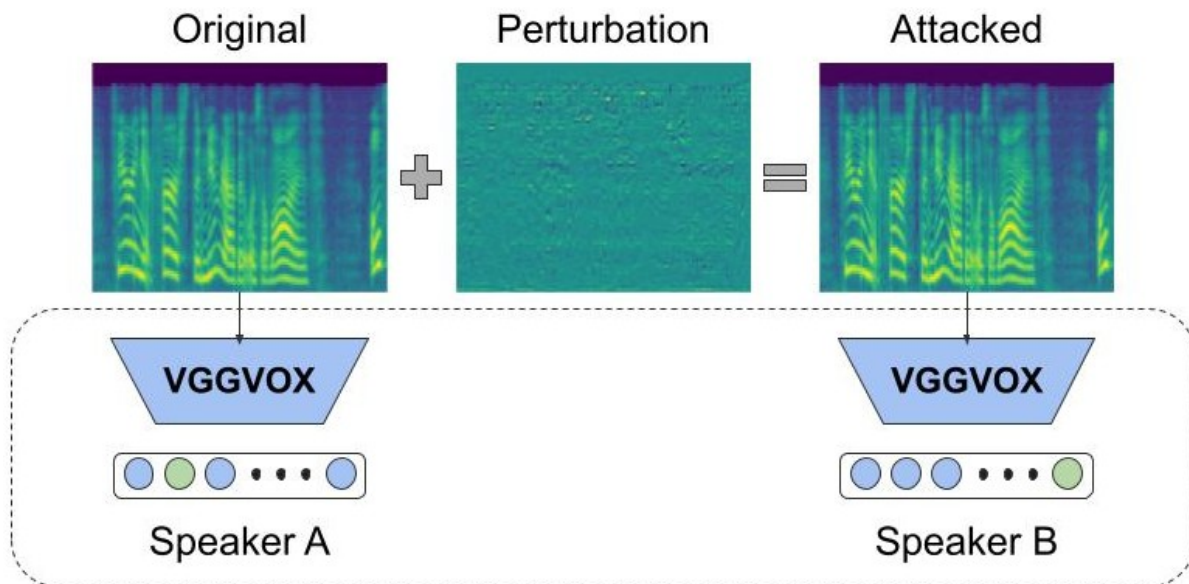 Original Perturbation Attacked
VGGVOX VGGVOX
Speaker A Speaker B